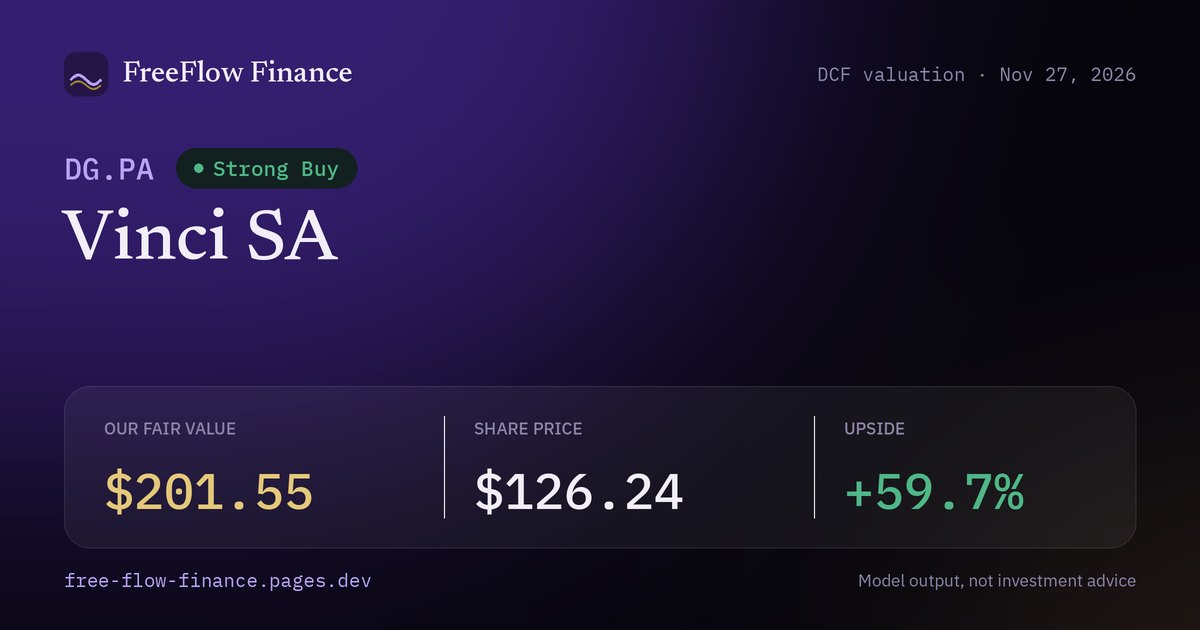 FreeFlow Finance
DCF valuation · Nov 27, 2026
DG.PA
Strong Buy
Vinci SA
OUR FAIR VALUE
$201.55
SHARE PRICE
$126.24
UPSIDE
+59.7%
free-flow-finance.pages.dev
Model output, not investment advice